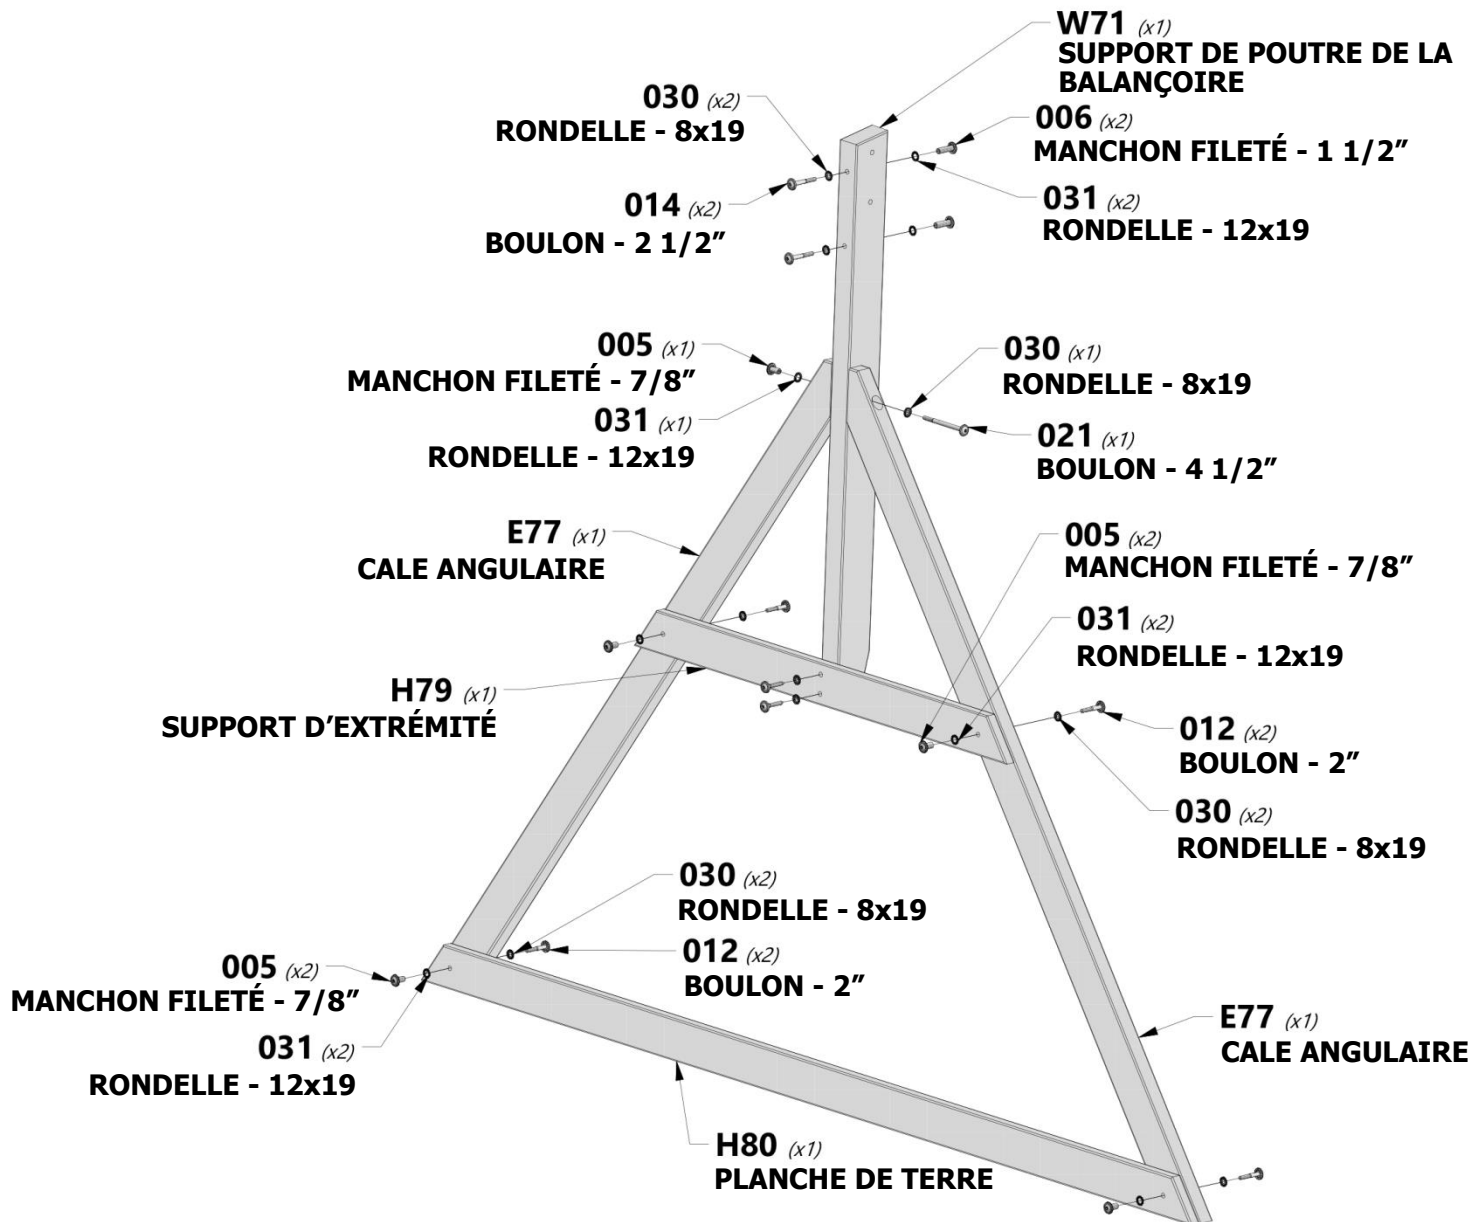 W71 (x1)
SUPPORT DE POUTRE DE LA
BALANÇOIRE
030 (x2)
RONDELLE - 8x19
006 (x2)
MANCHON FILETÉ - 1 1/2”
014 (x2)
BOULON - 2 1/2”
031 (x2)
RONDELLE - 12x19
005 (x1)
MANCHON FILETÉ - 7/8”
030 (x1)
RONDELLE - 8x19
031 (x1)
RONDELLE - 12x19
021 (x1)
BOULON - 4 1/2”
E77 (x1)
CALE ANGULAIRE
005 (x2)
MANCHON FILETÉ - 7/8”
031 (x2)
RONDELLE - 12x19
H79 (x1)
SUPPORT D’EXTRÉMITÉ
012 (x2)
BOULON - 2”
030 (x2)
RONDELLE - 8x19
030 (x2)
RONDELLE - 8x19
012 (x2)
BOULON - 2”
005 (x2)
MANCHON FILETÉ - 7/8”
031 (x2)
RONDELLE - 12x19
E77 (x1)
CALE ANGULAIRE
H80 (x1)
PLANCHE DE TERRE